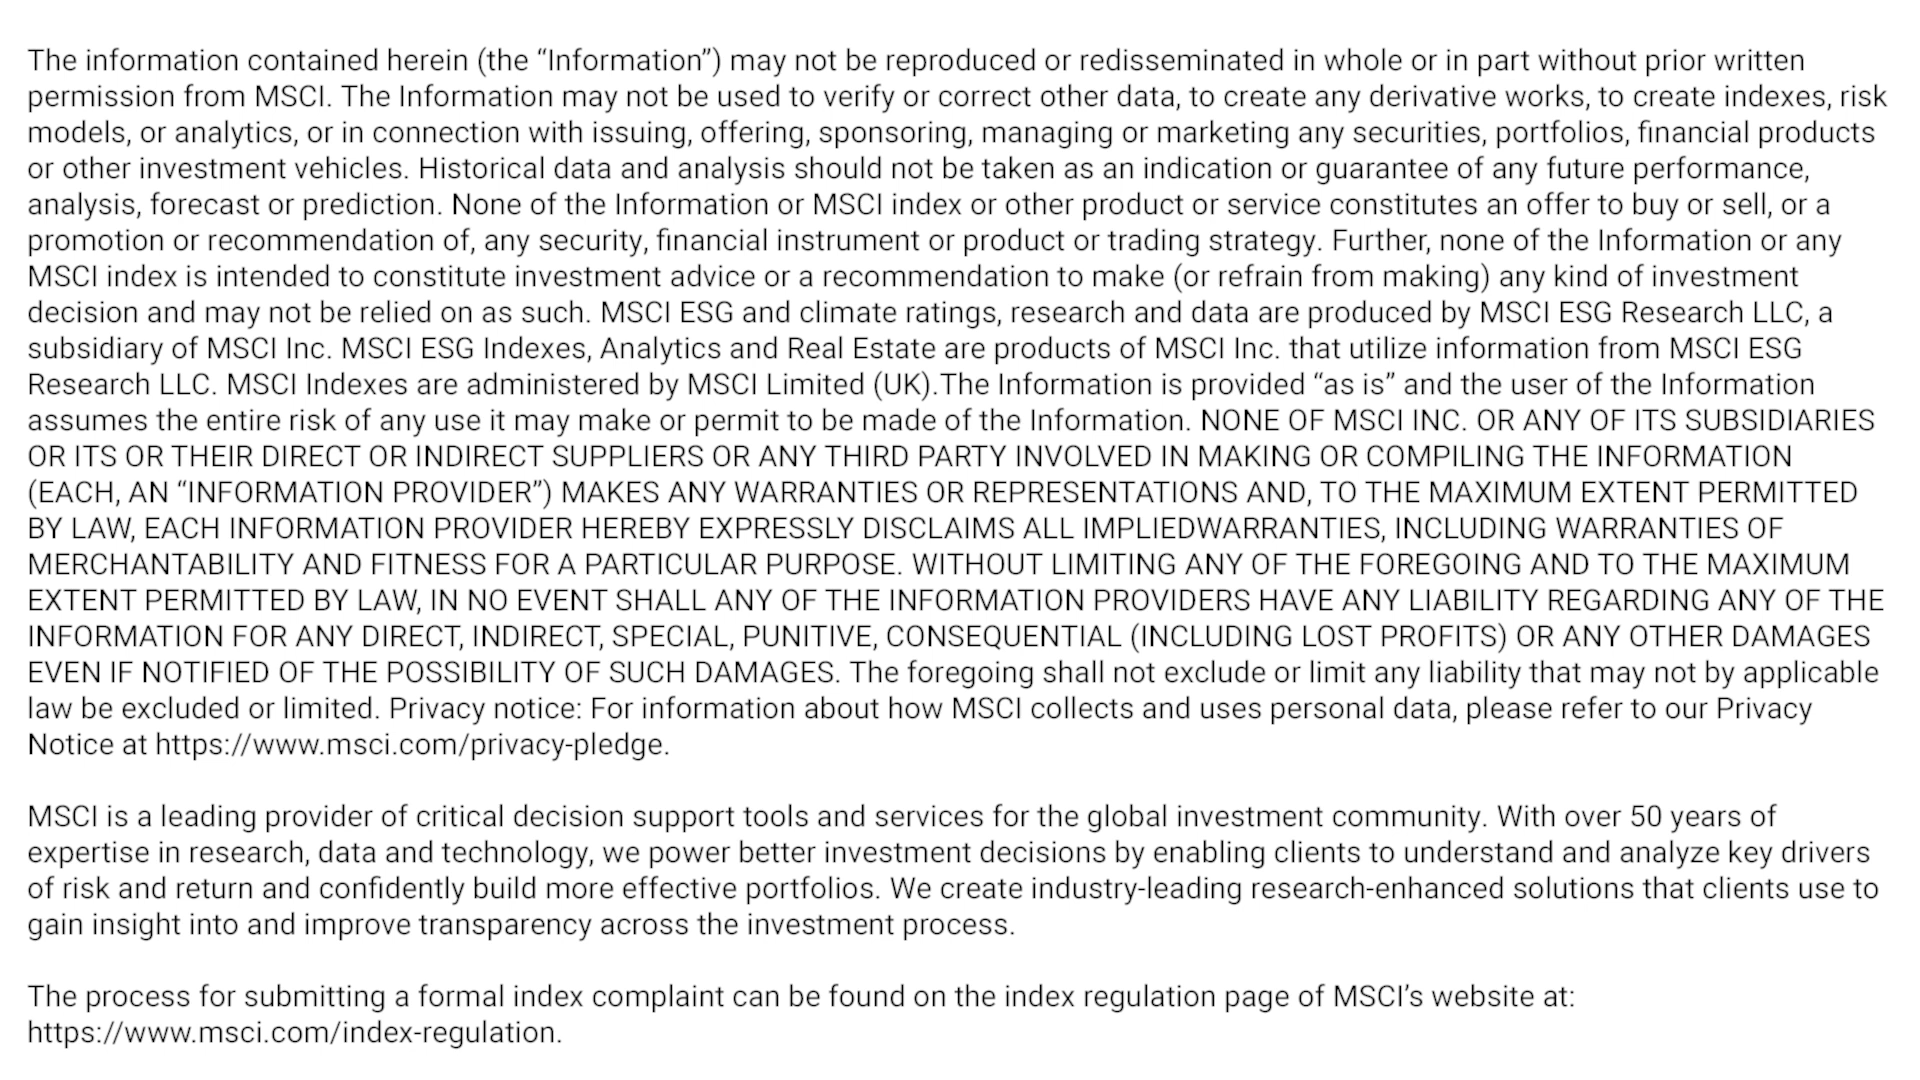 The information contained herein (the “Information”) may not be reproduced or redisseminated in whole or in part without prior written
permission from MSCI. The Information may not be used to verify or correct other data, to create any derivative works, to create indexes, risk
models, or analytics, or in connection with issuing, offering, sponsoring, managing or marketing any securities, portfolios, financial products
or other investment vehicles. Historical data and analysis should not be taken as an indication or guarantee of any future performance,
analysis, forecast or prediction. None of the Information or MSCI index or other product or service constitutes an offer to buy or sell, or a
promotion or recommendation of, any security, financial instrument or product or trading strategy. Further, none of the Information or any
MSCI index is intended to constitute investment advice or a recommendation to make (or refrain from making) any kind of investment
decision and may not be relied on as such. MSCI ESG and climate ratings, research and data are produced by MSCI ESG Research LLC, a
subsidiary of MSCI Inc. MSCI ESG Indexes, Analytics and Real Estate are products of MSCI Inc. that utilize information from MSCI ESG
Research LLC. MSCI Indexes are administered by MSCI Limited (UK).The Information is provided “as is” and the user of the Information
assumes the entire risk of any use it may make or permit to be made of the Information. NONE OF MSCI INC. OR ANY OF ITS SUBSIDIARIES
OR ITS OR THEIR DIRECT OR INDIRECT SUPPLIERS OR ANY THIRD PARTY INVOLVED IN MAKING OR COMPILING THE INFORMATION
(EACH, AN “INFORMATION PROVIDER”) MAKES ANY WARRANTIES OR REPRESENTATIONS AND, TO THE MAXIMUM EXTENT PERMITTED
BY LAW, EACH INFORMATION PROVIDER HEREBY EXPRESSLY DISCLAIMS ALL IMPLIEDWARRANTIES, INCLUDING WARRANTIES OF
MERCHANTABILITY AND FITNESS FOR A PARTICULAR PURPOSE. WITHOUT LIMITING ANY OF THE FOREGOING AND TO THE MAXIMUM
EXTENT PERMITTED BY LAW, IN NO EVENT SHALL ANY OF THE INFORMATION PROVIDERS HAVE ANY LIABILITY REGARDING ANY OF THE
INFORMATION FOR ANY DIRECT, INDIRECT, SPECIAL, PUNITIVE, CONSEQUENTIAL (INCLUDING LOST PROFITS) OR ANY OTHER DAMAGES
EVEN IF NOTIFIED OF THE POSSIBILITY OF SUCH DAMAGES. The foregoing shall not exclude or limit any liability that may not by applicable
law be excluded or limited. Privacy notice: For information about how MSCI collects and uses personal data, please refer to our Privacy
Notice at https://www.msci.com/privacy-pledge.
MSCI is a leading provider of critical decision support tools and services for the global investment community. With over 50 years of
expertise in research, data and technology, we power better investment decisions by enabling clients to understand and analyze key drivers
of risk and return and confidently build more effective portfolios. We create industry-leading research-enhanced solutions that clients use to
gain insight into and improve transparency across the investment process.
The process for submitting a formal index complaint can be found on the index regulation page of MSCI’s website at:
https://www.msci.com/index-regulation.